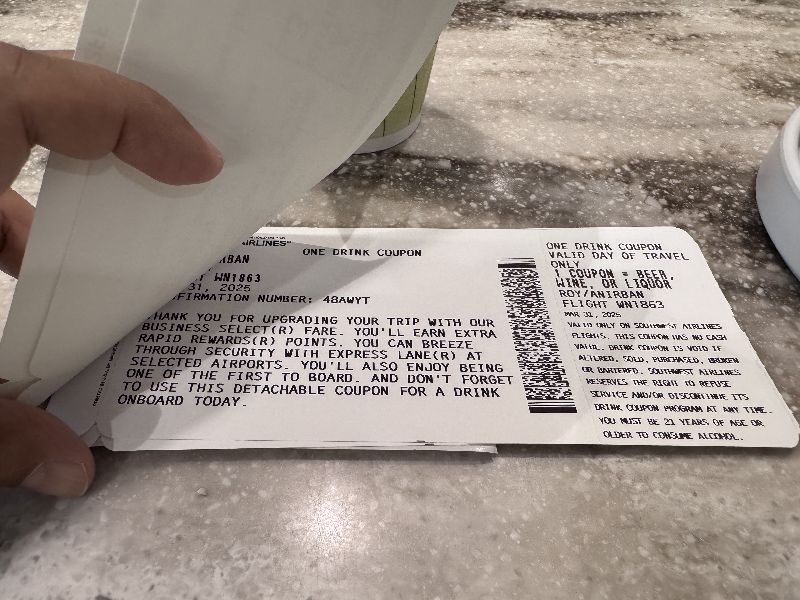 AIRLINES®
ONE DRINK COUPON
WN1863
31, 2025
CONFIRMATION NUMBER: 48AWYT
THANK YOU FOR UPGRADING YOUR TRIP WITH OUR
BUSINESS SELECT(R) FARE. YOU'LL EARN EXTRA
RAPID REWARDS(R) POINTS. YOU CAN BREEZE
THROUGH SECURITY WITH EXPRESS LANE(R) AT
SELECTED AIRPORTS. YOU'LL ALSO ENJOY BEING
ONE OF THE FIRST TO BOARD. AND DON'T FORGET
TO USE THIS DETACHABLE COUPON FOR A DRINK
ONBOARD TODAY.
ONE DRINK COUPON
VALID DAY OF TRAVEL
ONLY
1 COUPON = BEER,
WINE, OR LIQUOR
ROY/ANIRBAN
FLIGHT WN1863
MAR 31, 2025
VALID ONLY ON SOUTHWEST AIRLINES
FLIGHTS. THIS COUPON HAS NO CASH
VALUE. DRINK COUPON IS VOID IF
ALTERED, SOLD, PURCHASED, BROKEN
OR BARTERED. SOUTHWEST AIRLINES
RESERVES THE RIGHT TO REFUSE
SERVICE AND/OR DISCONTINUE ITS
DRINK COUPON PROGRAM AT ANY TIME.
YOU MUST BE 21 YEARS OF AGE OR
OLDER TO CONSUME ALCOHOL.